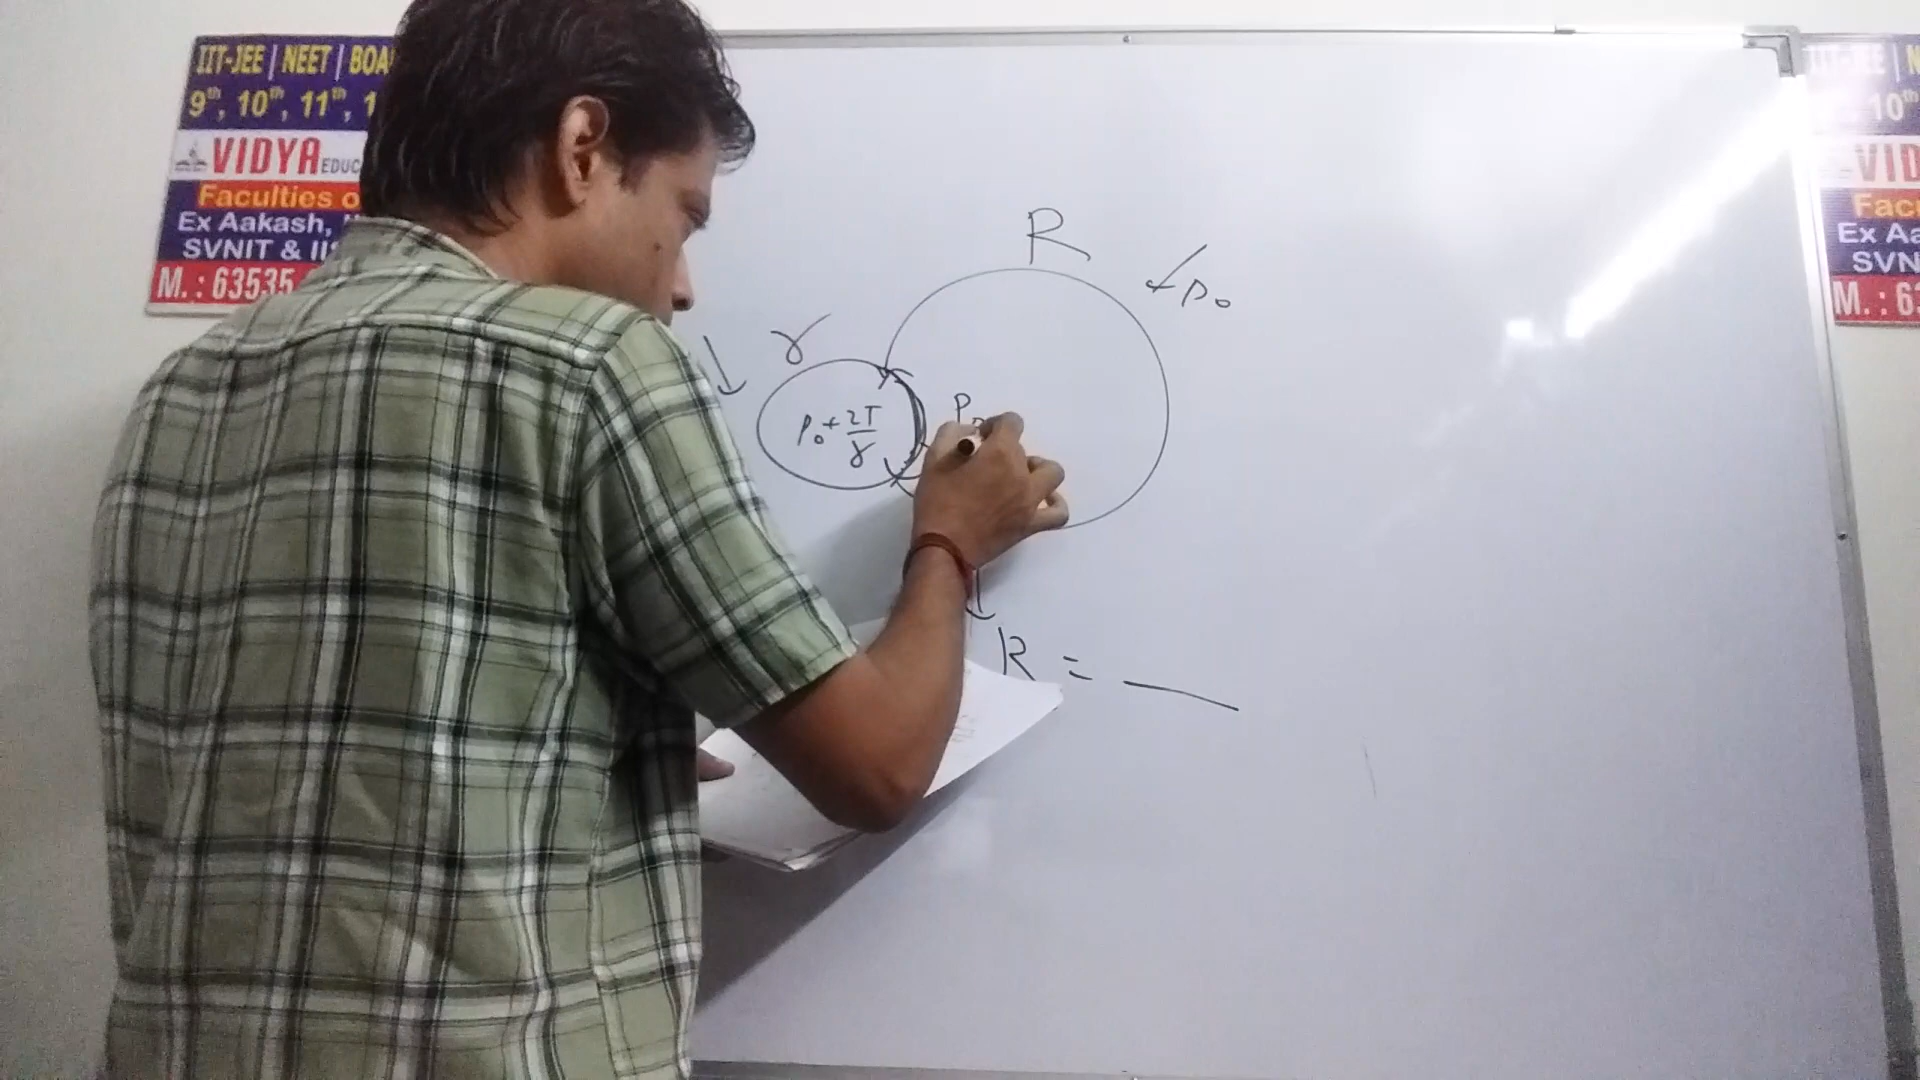 IIT-JEE | NEET | BOA
9th, 10th, 11th, 1
VIDYA EDUC
Faculties o
Ex Aakash,
SVNIT & II
M. : 63535
R
P₀
r
P₀ + 2T/r
P
R = —
10th
VID
Fac
Ex Aa
SVN
M. : 63